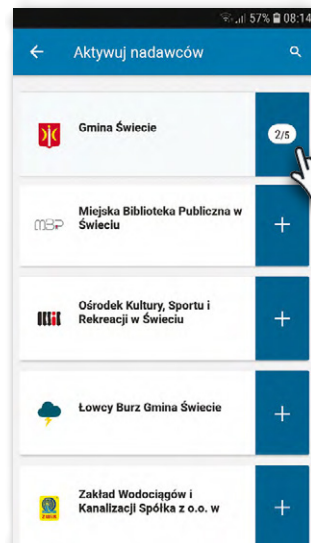 57% 08:14
Aktywuj nadawców
Gmina Świecie
2/5
Miejska Biblioteka Publiczna w
Świeciu
Ośrodek Kultury, Sportu i
Rekreacji w Świeciu
Łowcy Burz Gmina Świecie
Zakład Wodociągów i
Kanalizacji Spółka z o.o. w